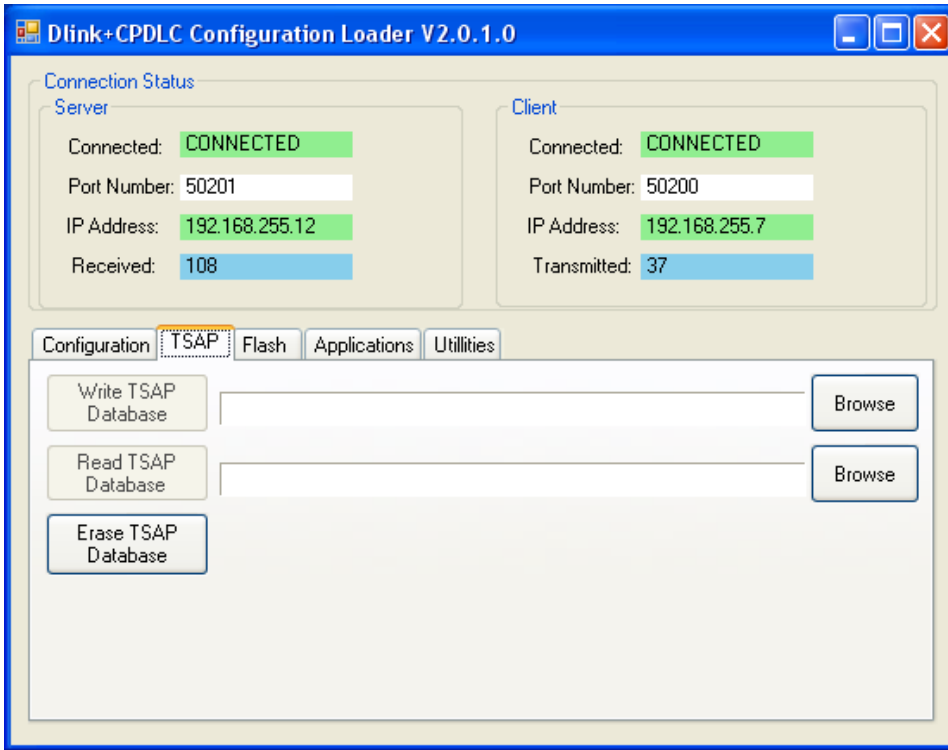 Dlink+CPDLC Configuration Loader V2.0.1.0
Connection Status
Server
Connected: CONNECTED
Port Number: 50201
IP Address: 192.168.255.12
Received: 108
Client
Connected: CONNECTED
Port Number: 50200
IP Address: 192.168.255.7
Transmitted: 37
Configuration TSAP Flash Applications Utillities
Write TSAP
Database
Browse
Read TSAP
Database
Browse
Erase TSAP
Database